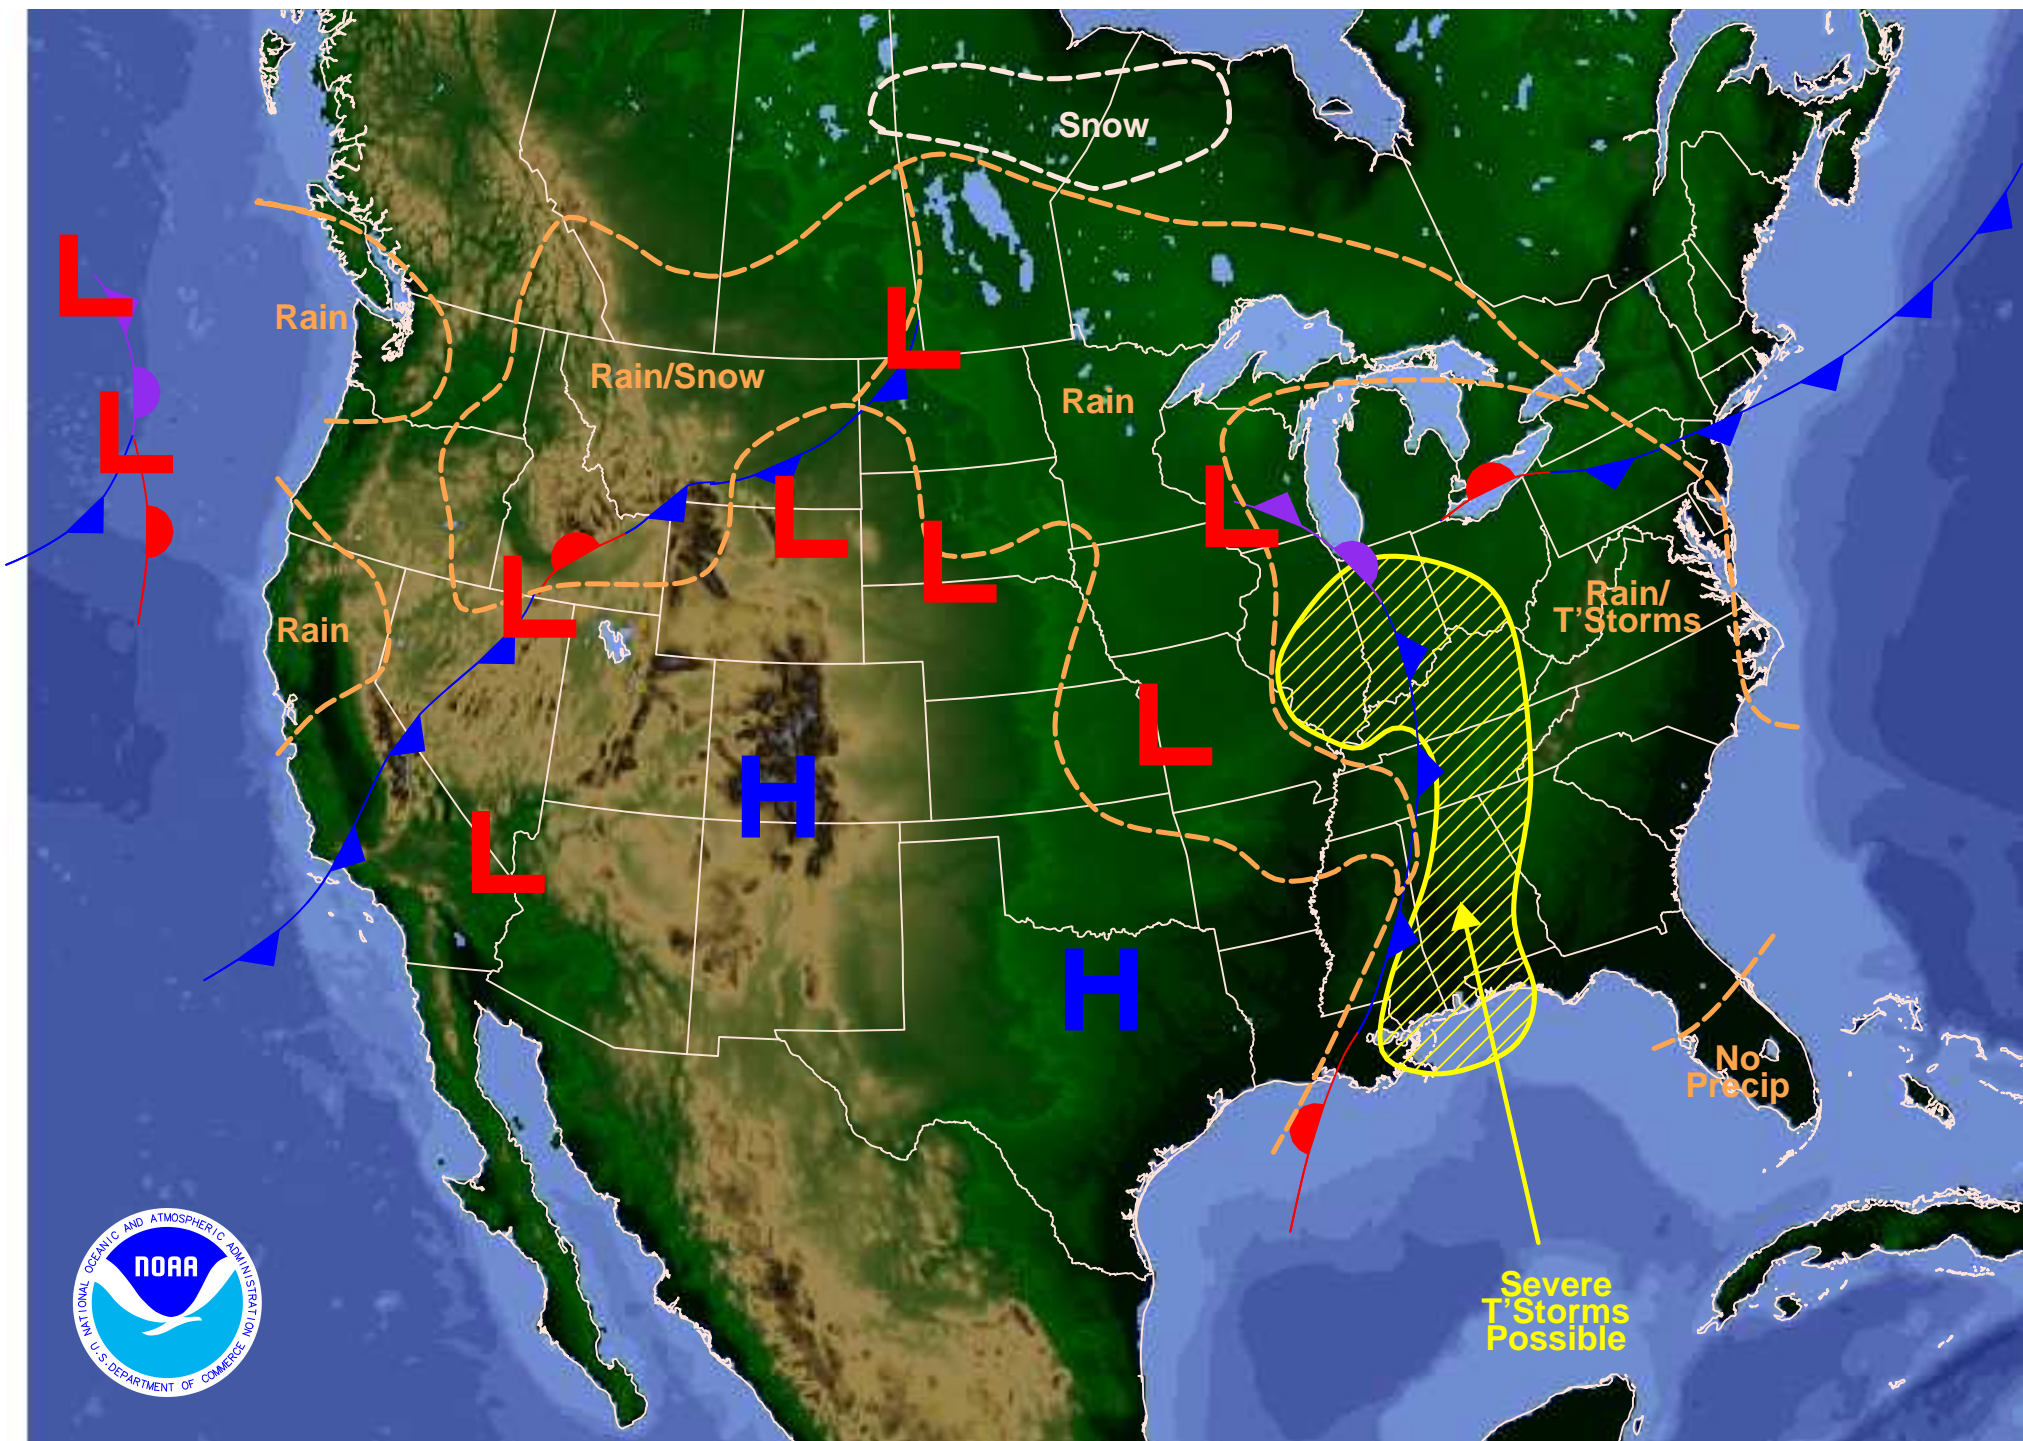 Snow
Rain
Rain/Snow
Rain
Rain
Rain/
T'Storms
No
Precip
Severe
T'Storms
Possible
L
L
L
L
L
L
L
L
L
H
H
NATIONAL OCEANIC AND ATMOSPHERIC ADMINISTRATION
NOAA
U.S. DEPARTMENT OF COMMERCE